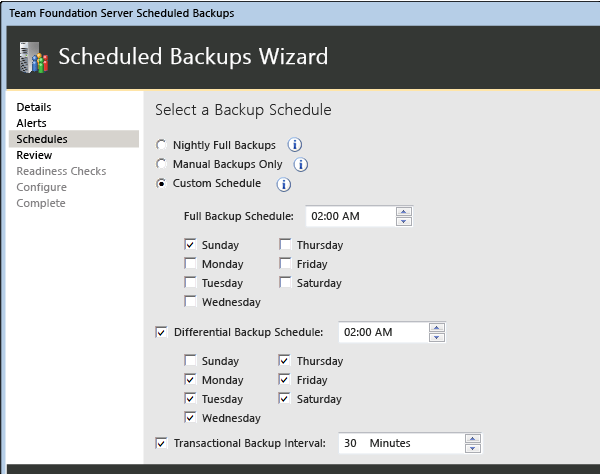 Team Foundation Server Scheduled Backups
Scheduled Backups Wizard
Details
Alerts
Schedules
Review
Readiness Checks
Configure
Complete
Select a Backup Schedule
Nightly Full Backups
Manual Backups Only
Custom Schedule
Full Backup Schedule: 02:00 AM
Sunday Thursday
Monday Friday
Tuesday Saturday
Wednesday
Differential Backup Schedule: 02:00 AM
Sunday Thursday
Monday Friday
Tuesday Saturday
Wednesday
Transactional Backup Interval: 30 Minutes